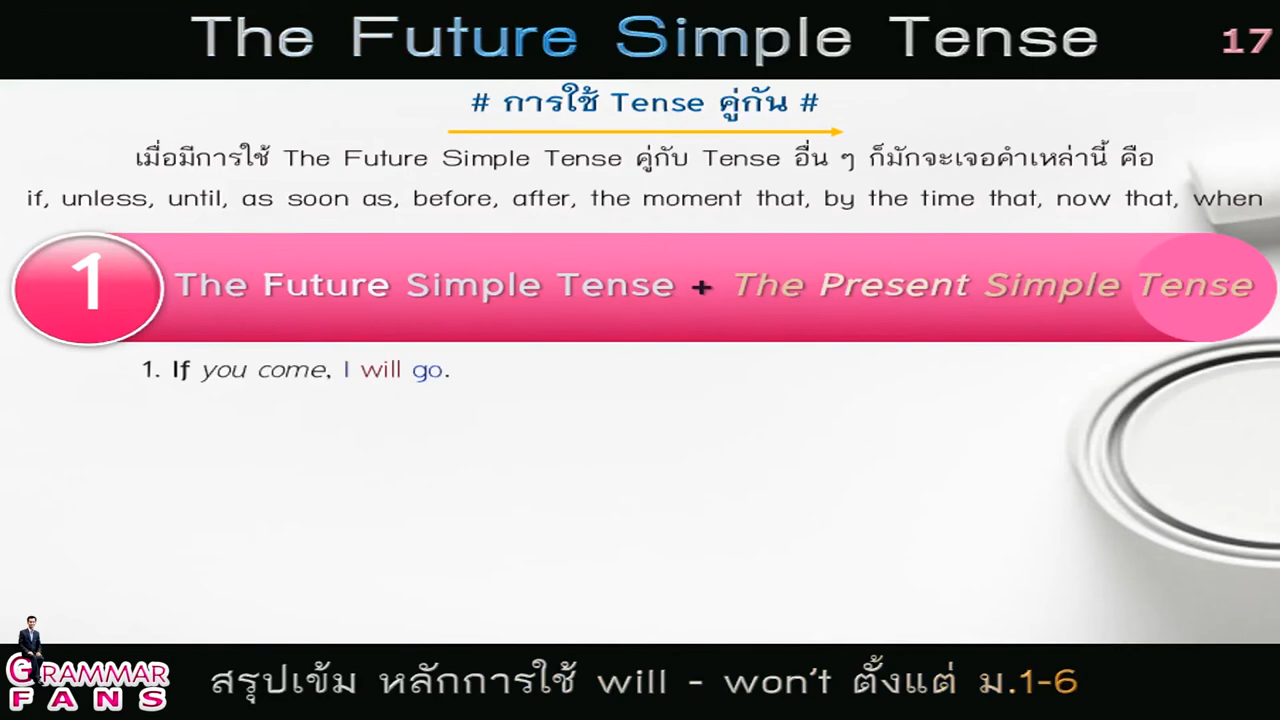 The Future Simple Tense
17
# การใช้ Tense คู่กัน #
เมื่อมีการใช้ The Future Simple Tense คู่กับ Tense อื่น ๆ ก็มักจะเจอคำเหล่านี้ คือ
if, unless, until, as soon as, before, after, the moment that, by the time that, now that, when
1
The Future Simple Tense + The Present Simple Tense
1. If you come, I will go.
GRAMMAR
FANS
สรุปเข้ม หลักการใช้ will - won't ตั้งแต่ ม.1-6